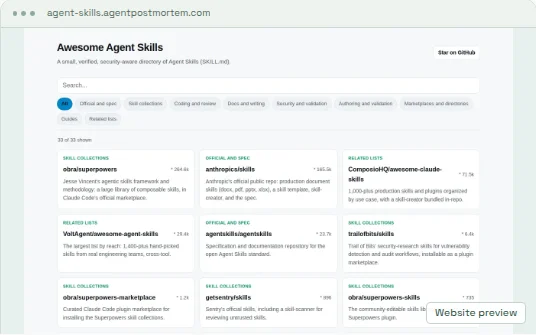 agent-skills.agentpostmortem.com
Awesome Agent Skills
A small, verified, security-aware directory of Agent Skills (SKILL.md).
Star on GitHub
Search...
All
Official and spec
Skill collections
Coding and review
Docs and writing
Security and validation
Authoring and validation
Marketplaces and directories
Guides
Related lists
SKILL COLLECTIONS
obra/superpowers
Jesse Vincent's agentic skills framework and
methodology: a large library of composable skills, in
Claude Code's official marketplace.
OFFICIAL AND SPEC
anthropics/skills
Anthropic's official public repo: production document
skills (docx, pdf, pptx, xlsx), a skill template, skill-
creator, and the spec.
RELATED LISTS
ComposioHQ/awesome-claude-
skills
1,000-plus production skills and plugins organized
by use case, with a skill-creator bundled in-repo.
RELATED LISTS
VoltAgent/awesome-agent-skills
The largest list by reach: 1,400-plus hand-picked
skills from real engineering teams, cross-tool.
OFFICIAL AND SPEC
agentskills/agentskills
Specification and documentation repository for the
open Agent Skills standard.
SKILL COLLECTIONS
trailofbits/skills
Trail of Bits: security-research skills for vulnerability
detection and audit workflows, installable as a plugin
marketplace.
SKILL COLLECTIONS
obra/superpowers-marketplace
Curated Claude Code plugin marketplace for
installing the Superpowers skill collections.
SKILL COLLECTIONS
getsentry/skills
Sentry's official skills, including a skill-scanner for
reviewing untrusted skills.
SKILL COLLECTIONS
obra/superpowers-skills
The community-editable skills
Superpowers plugin.
Website preview